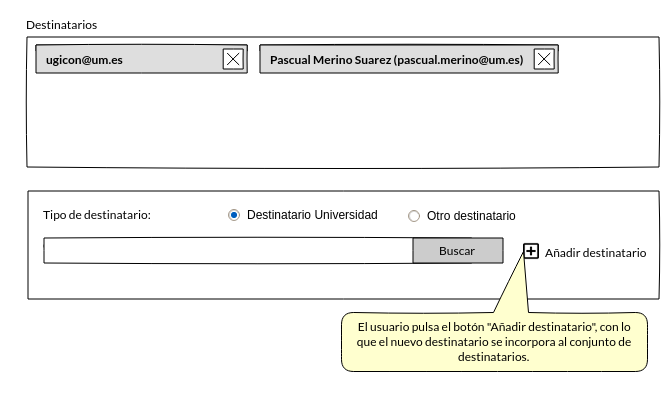 Destinatarios
ugicon@um.es
Pascual Merino Suarez (pascual.merino@um.es)
Tipo de destinatario:
Destinatario Universidad
Otro destinatario
Buscar
Añadir destinatario
El usuario pulsa el botón "Añadir destinatario", con lo
que el nuevo destinatario se incorpora al conjunto de
destinatarios.